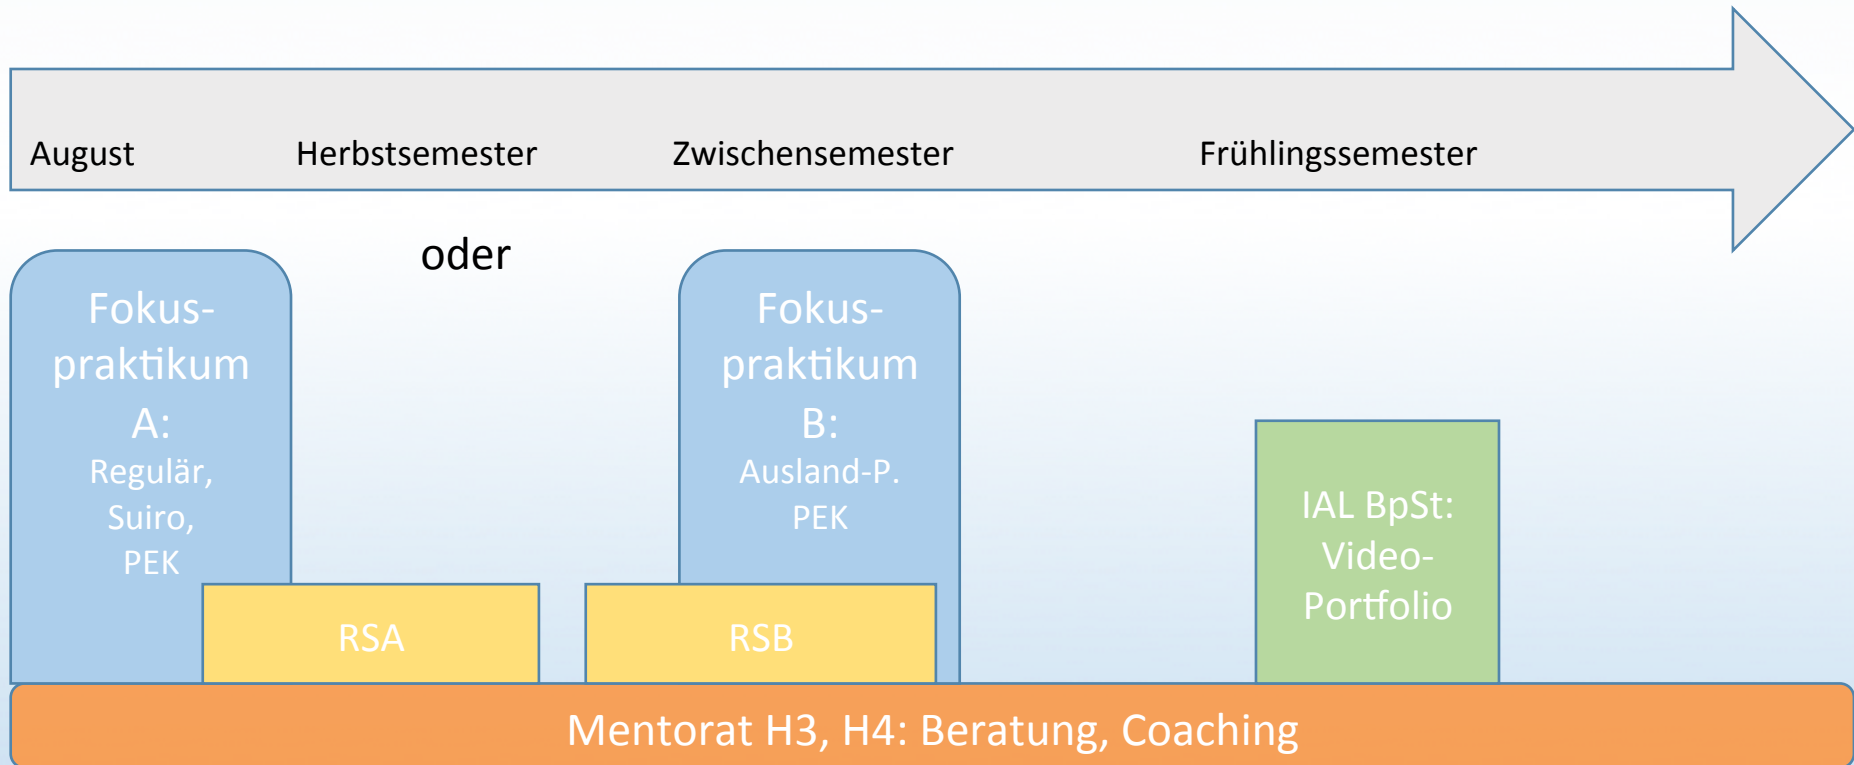 August Herbstsemester Zwischensemester Frühlingssemester
oder
Fokus-
praktikum
A:
Regulär,
Suiro,
PEK
Fokus-
praktikum
B:
Ausland-P.
PEK
IAL BpSt:
Video-
Portfolio
RSA
RSB
Mentorat H3, H4: Beratung, Coaching